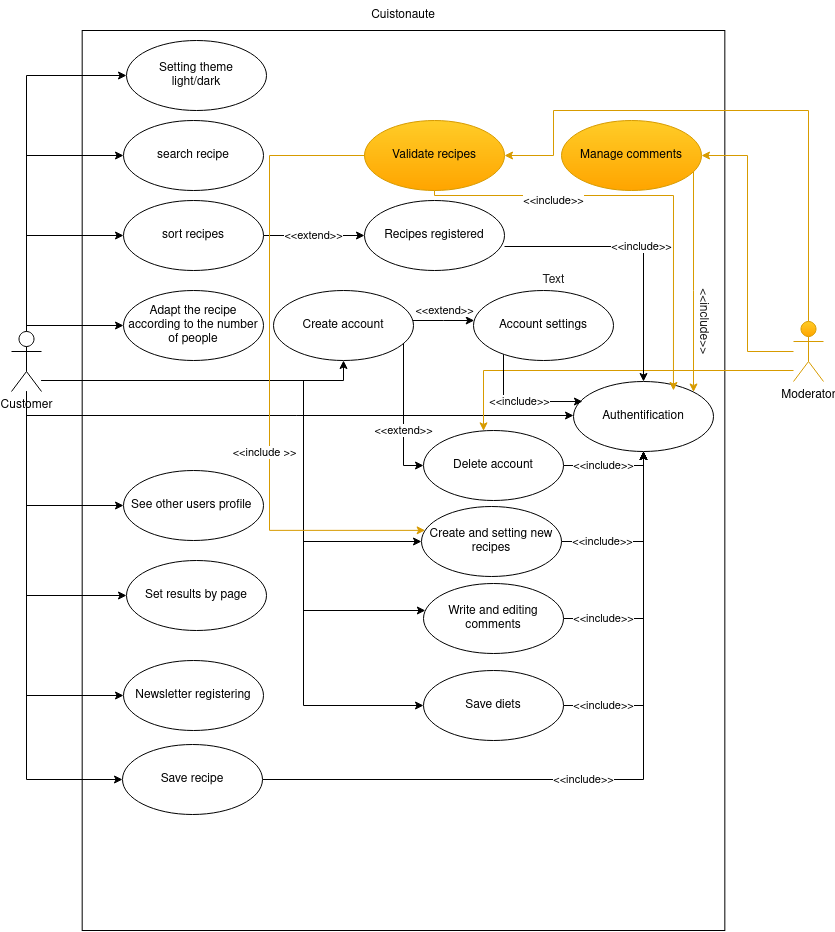 Cuistonaute
Setting theme
light/dark
search recipe
Validate recipes
Manage comments
<<include>>
sort recipes
<<extend>>
Recipes registered
<<include>>
Text
<<include>>
Adapt the recipe
according to the number
of people
Create account
<<extend>>
Account settings
Customer
Moderator
<<include>>
Authentification
<<extend>>
<<include >>
Delete account
<<include>>
See other users profile
Create and setting new
recipes
<<include>>
Set results by page
Write and editing
comments
<<include>>
Newsletter registering
Save diets
<<include>>
Save recipe
<<include>>